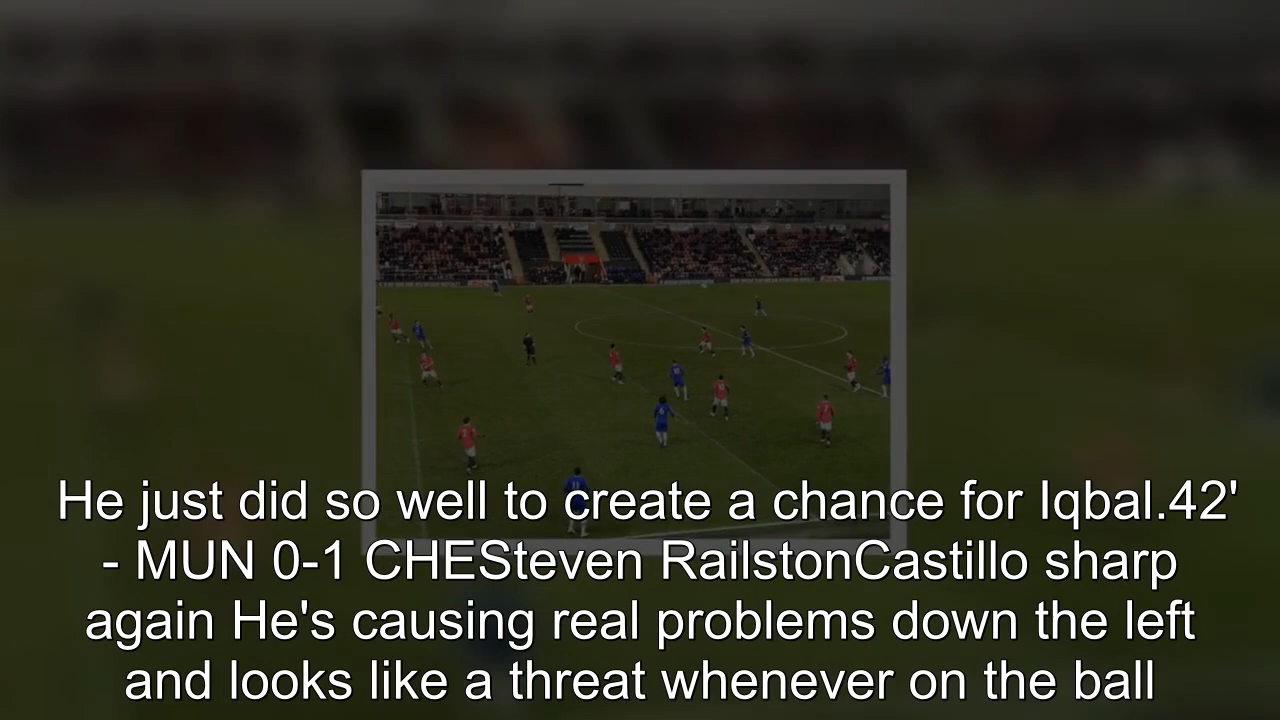 He just did so well to create a chance for Iqbal.42'
- MUN 0-1 CHESteven RailstonCastillo sharp
again He's causing real problems down the left
and looks like a threat whenever on the ball